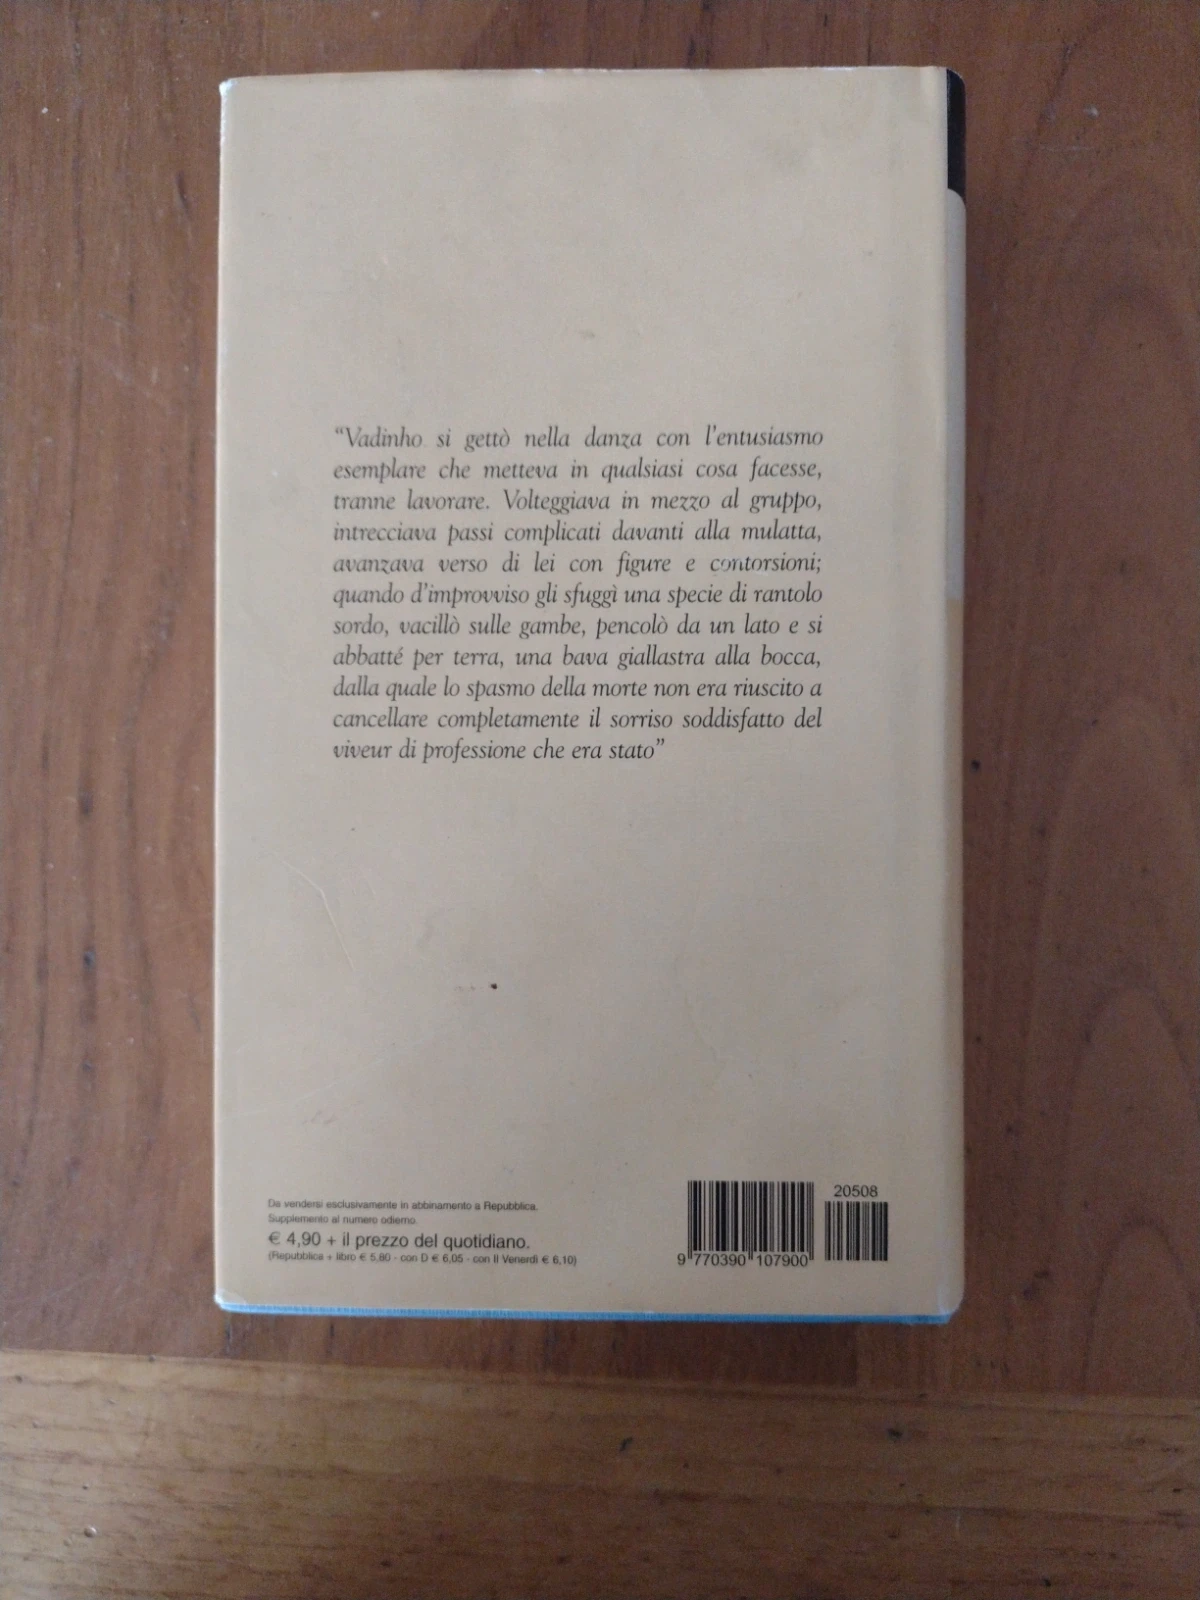 “Vadinho si gettò nella danza con l’entusiasmo
esemplare che metteva in qualsiasi cosa facesse,
tranne lavorare. Volteggiava in mezzo al gruppo,
intrecciava passi complicati davanti alla mulatta,
avanzava verso di lei con figure e contorsioni;
quando d’improvviso gli sfuggì una specie di rantolo
sordo, vacillò sulle gambe, pencolò da un lato e si
abbatté per terra, una bava giallastra alla bocca,
dalla quale lo spasmo della morte non era riuscito a
cancellare completamente il sorriso soddisfatto del
viveur di professione che era stato”
Da vendersi esclusivamente in abbinamento a Repubblica.
Supplemento al numero odierno.
€ 4,90 + il prezzo del quotidiano.
(Repubblica + libro € 5,80 - con D € 6,05 - con Il Venerdì € 6,10)
20508
9 770390 107900